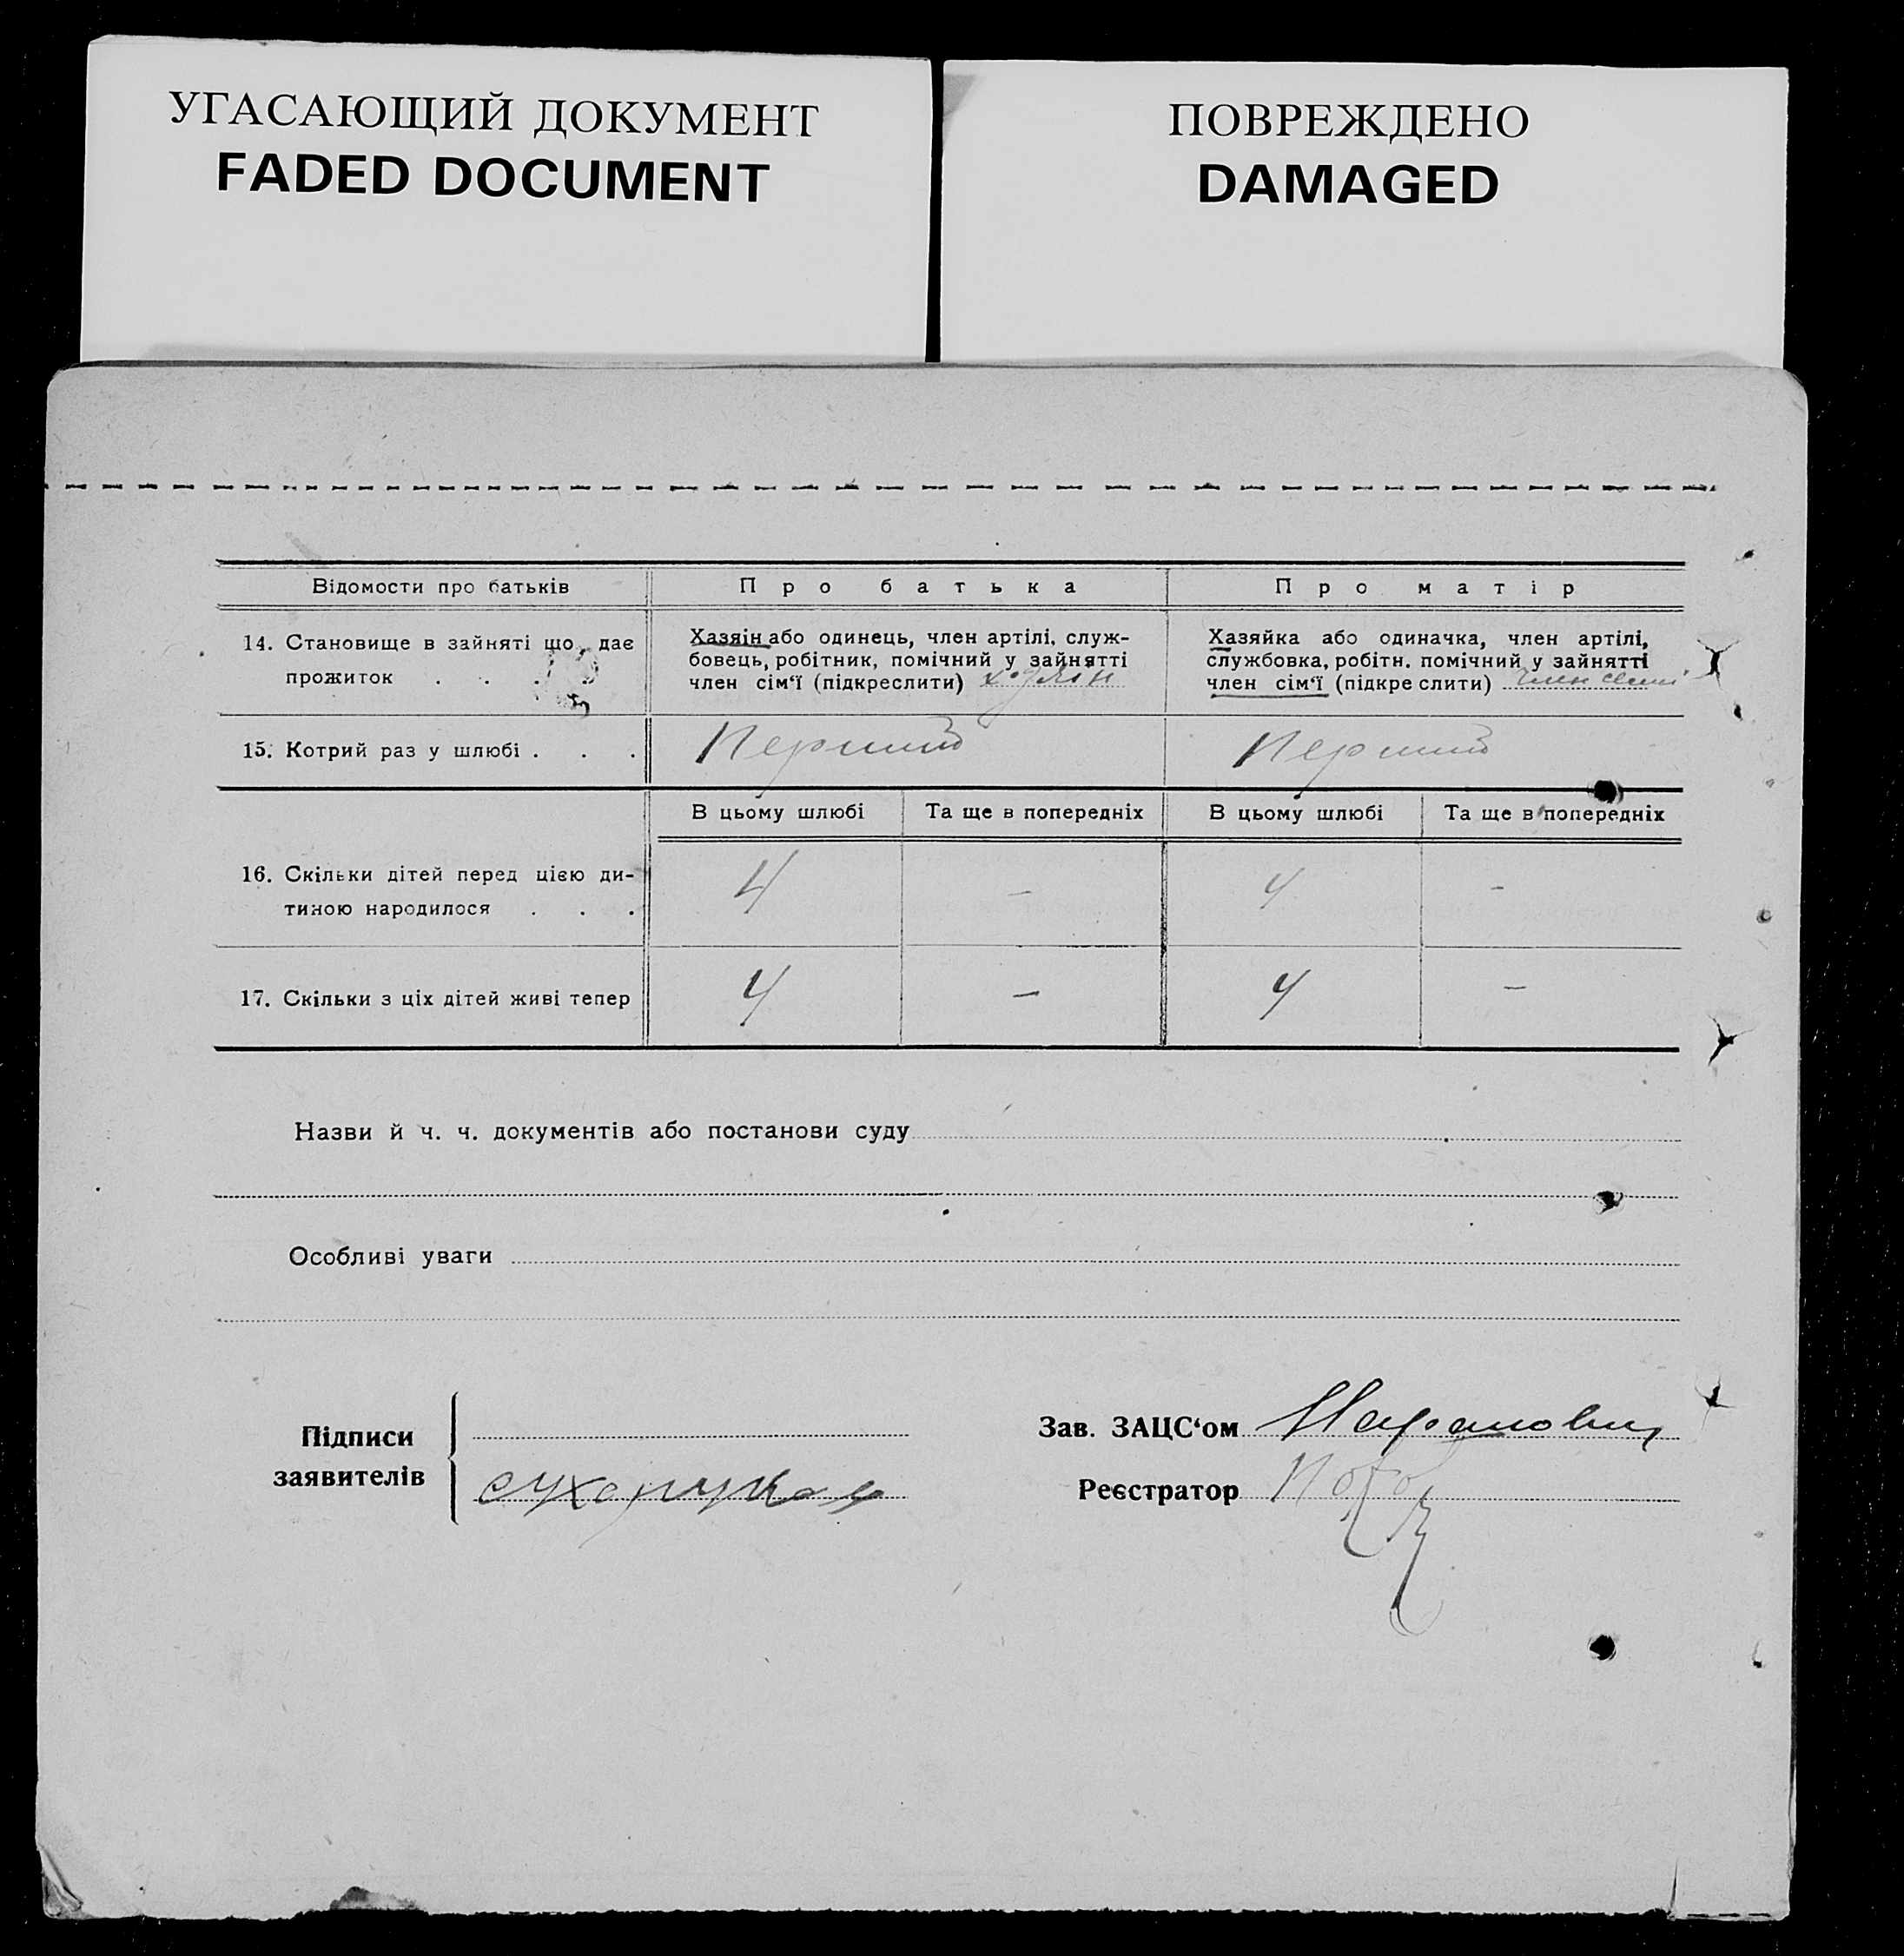 УГАСАЮЩИЙ ДОКУМЕНТ
FADED DOCUMENT
ПОВРЕЖДЕНО
DAMAGED
Відомости про батьків
Про батька
Про матір
14. Становище в зайняті що дає
прожиток . . .
Хазяін або одинець, член артілі, служ-
бовець, робітник, помічний у зайнятті
член сім‘ї (підкреслити)
Хазяйка або одиначка, член артілі,
службовка, робітн. помічний у зайнятті
член сім‘ї (підкреслити) член семї
15. Котрий раз у шлюбі . . .
Перший
Перший
В цьому шлюбі
Та ще в попередніх
В цьому шлюбі
Та ще в попередніх
16. Скільки дітей перед цією ди-
тиною народилося . . .
4
-
4
-
17. Скільки з ціх дітей живі тепер
4
-
4
-
Назви й ч. ч. документів або постанови суду
Особливі уваги
Підписи
заявителів
Зав. ЗАЦС‘ом
Реєстратор